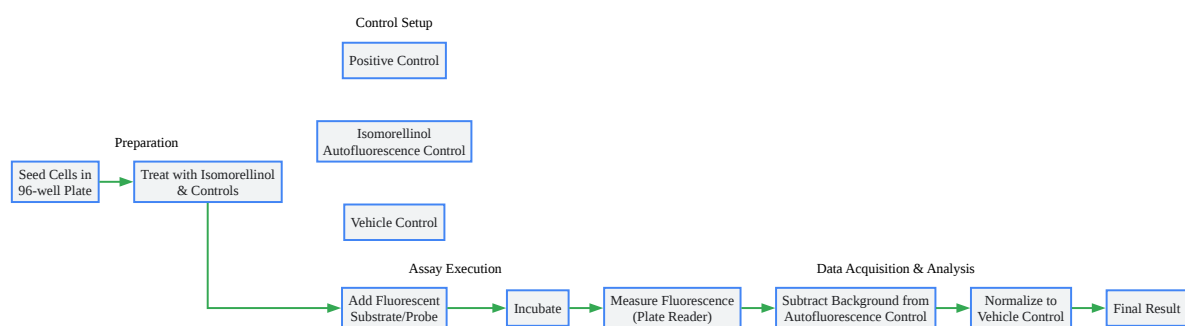 Control Setup
Positive Control
Isomorellinol
Autofluorescence Control
Vehicle Control
Preparation
Seed Cells in
96-well Plate
Treat with Isomorellinol
& Controls
Assay Execution
Add Fluorescent
Substrate/Probe
Incubate
Measure Fluorescence
(Plate Reader)
Data Acquisition & Analysis
Subtract Background from
Autofluorescence Control
Normalize to
Vehicle Control
Final Result